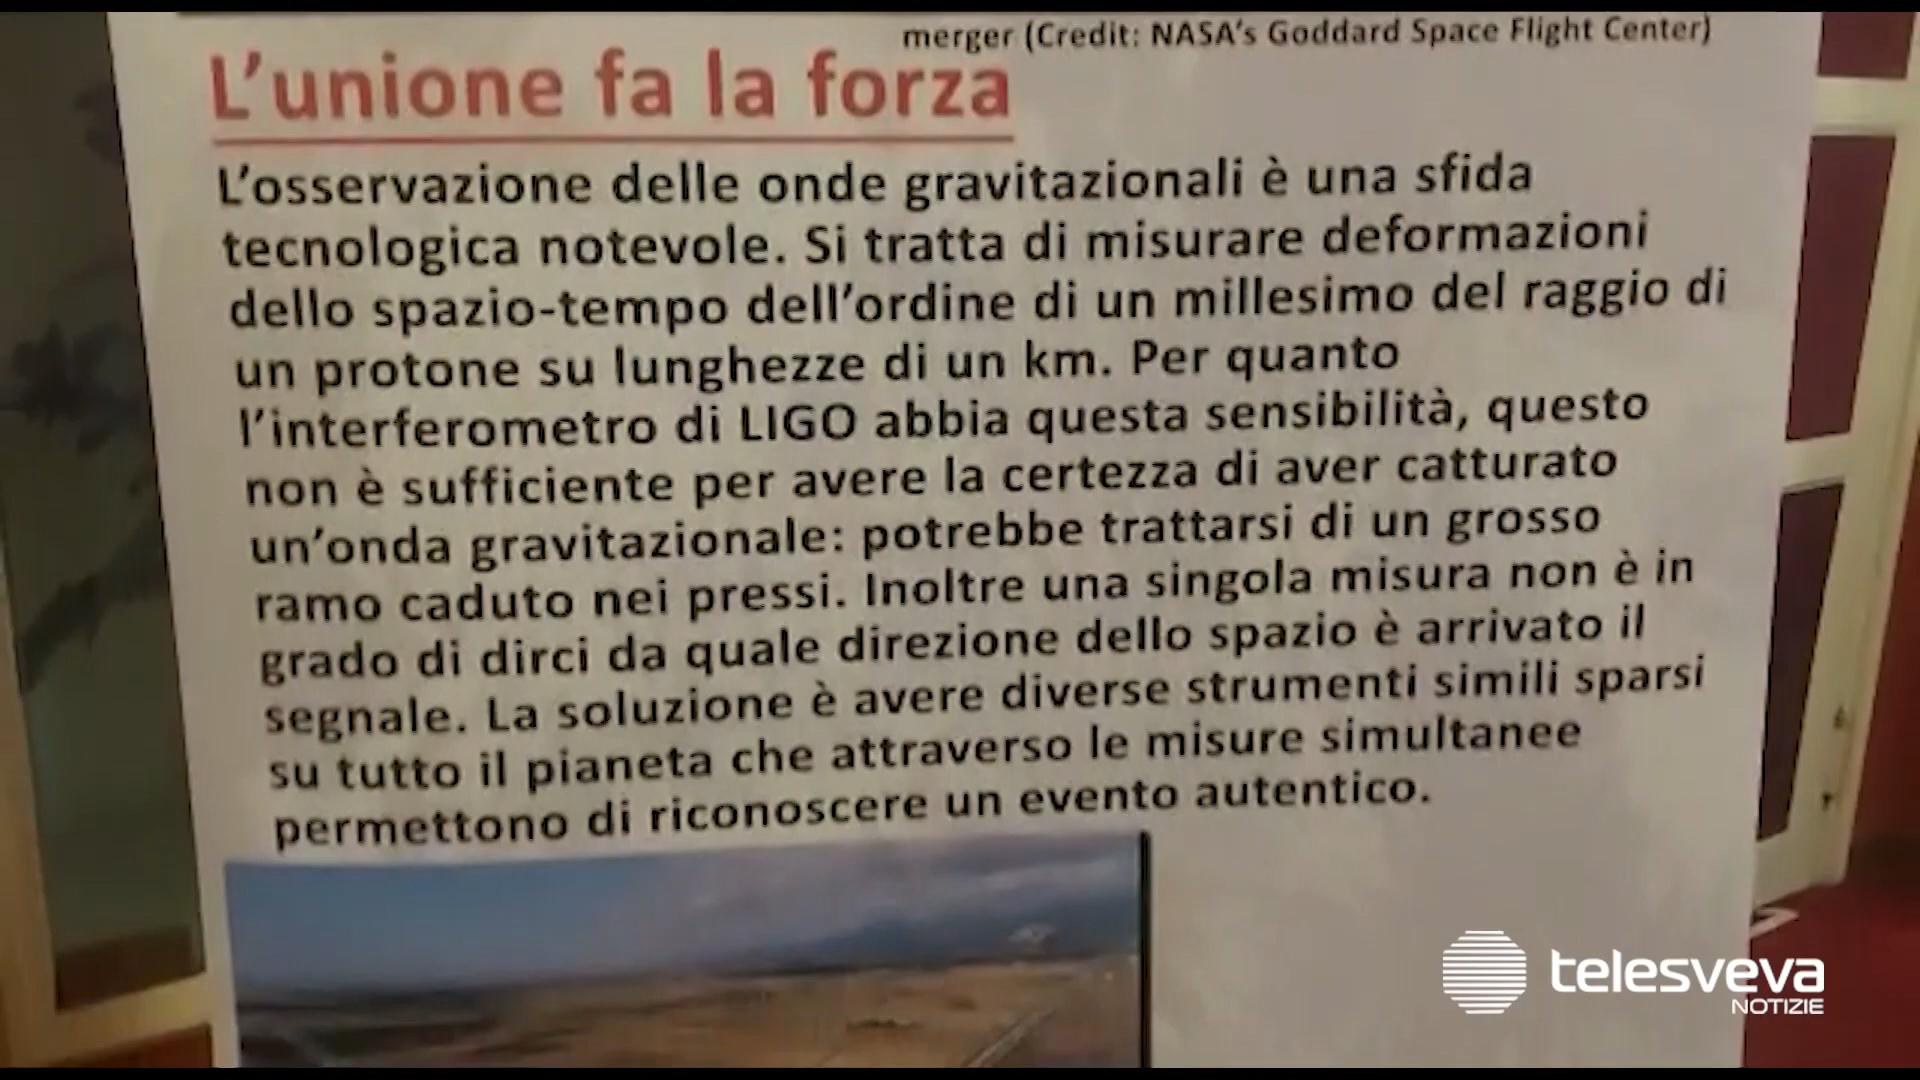 merger (Credit: NASA's Goddard Space Flight Center)
L'unione fa la forza
L'osservazione delle onde gravitazionali è una sfida
tecnologica notevole. Si tratta di misurare deformazioni
dello spazio-tempo dell'ordine di un millesimo del raggio di
un protone su lunghezze di un km. Per quanto
l'interferometro di LIGO abbia questa sensibilità, questo
non è sufficiente per avere la certezza di aver catturato
un'onda gravitazionale: potrebbe trattarsi di un grosso
ramo caduto nei pressi. Inoltre una singola misura non è in
grado di dirci da quale direzione dello spazio è arrivato il
segnale. La soluzione è avere diverse strumenti simili sparsi
su tutto il pianeta che attraverso le misure simultanee
permettono di riconoscere un evento autentico.
telesveva
NOTIZIE